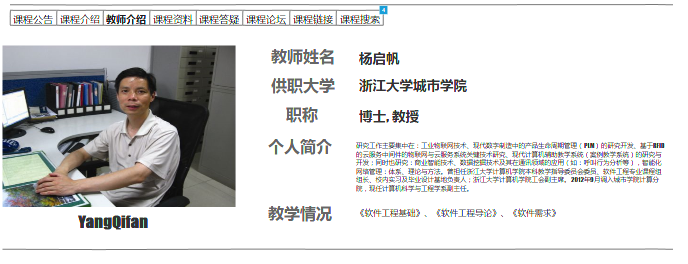 课程公告 课程介绍 教师介绍 课程资料 课程答疑 课程论坛 课程链接 课程搜索
4
教师姓名 杨启帆
供职大学 浙江大学城市学院
职称 博士, 教授
个人简介
研究工作主要集中在：工业物联网技术、现代数字制造中的产品生命周期管理（PLM）的研究开发、基于RFID
的云服务中间件的物联网与云服务系统关键技术研究、现代计算机辅助教学系统（案例教学系统）的研究与
开发；同时也研究：商业智能技术、数据挖掘技术及其在通讯领域的应用（如：呼叫行为分析等），智能化
网络管理：体系、理论与方法。曾担任浙江大学计算机学院本科教学指导委员会委员、软件工程专业课程组
组长、校内实习及毕业设计基地负责人；浙江大学计算机学院工会副主席。2012年9月调入城市学院计算分
院，现任计算机科学与工程学系副主任。
YangQifan
教学情况 《软件工程基础》、《软件工程导论》、《软件需求》